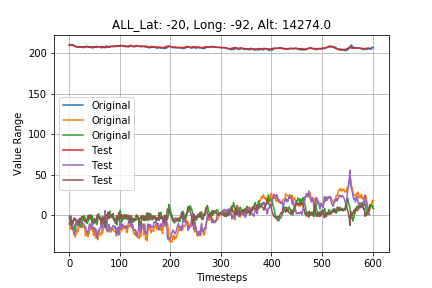 ALL_Lat: -20, Long: -92, Alt: 14274.0
200
150
100
50
0
Value Range
Original
Original
Original
Test
Test
Test
0 100 200 300 400 500 600
Timesteps